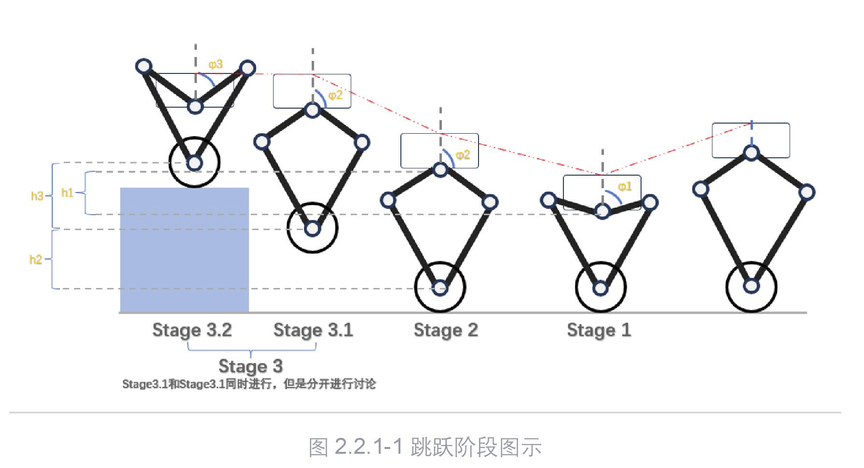 φ3
φ2
φ2
φ1
h3
h1
h2
Stage 3.2
Stage 3.1
Stage 2
Stage 1
Stage 3
Stage3.1和Stage3.1同时进行，但是分开进行讨论
图 2.2.1-1 跳跃阶段图示